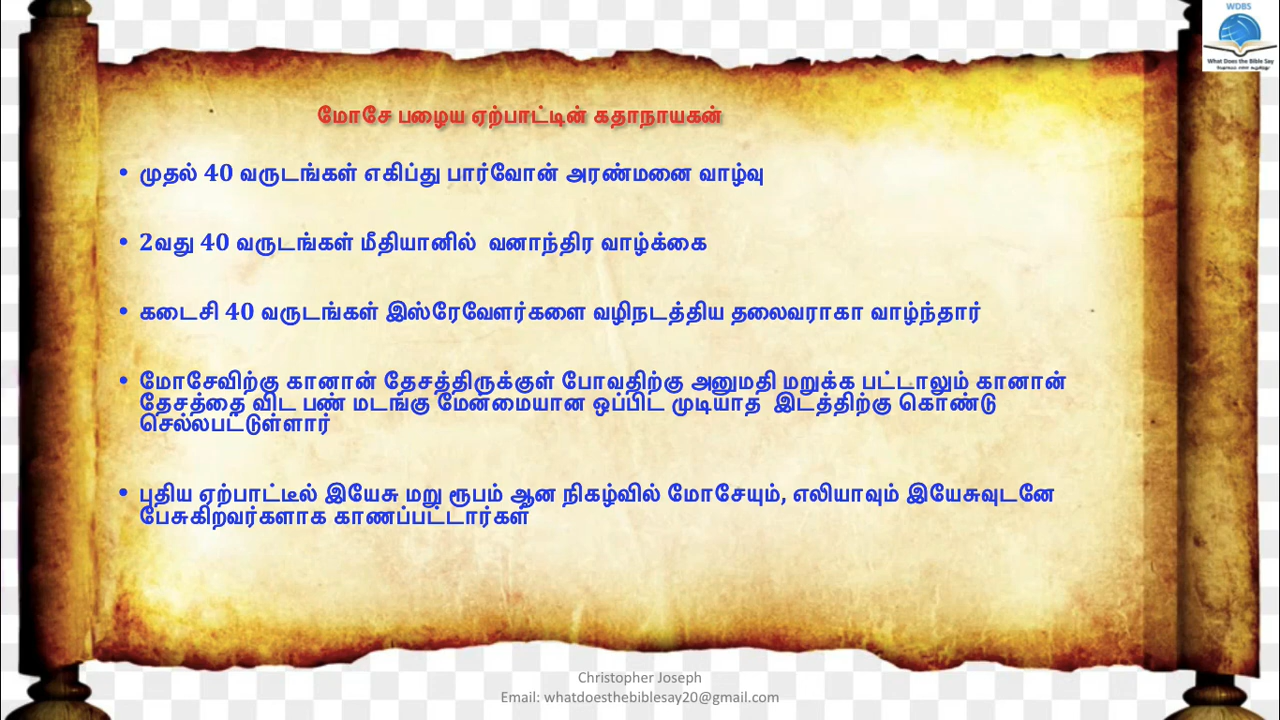 WDBS
What Does the Bible Say
மோசே பழைய ஏற்பாட்டின் கதாநாயகன்
• முதல் 40 வருடங்கள் எகிப்து பார்வோன் அரண்மனை வாழ்வு
• 2வது 40 வருடங்கள் மீதியானில் வனாந்திர வாழ்க்கை
• கடைசி 40 வருடங்கள் இஸ்ரேவேளர்களை வழிநடத்திய தலைவராகா வாழ்ந்தார்
• மோசேவிற்கு கானான் தேசத்திருக்குள் போவதிற்கு அனுமதி மறுக்க பட்டாலும் கானான்
தேசத்தை விட பண் மடங்கு மேன்மையான ஒப்பிட முடியாத இடத்திற்கு கொண்டு
செல்லபட்டுள்ளார்
• புதிய ஏற்பாட்டீல் இயேசு மறு ரூபம் ஆன நிகழ்வில் மோசேயும், எலியாவும் இயேசுவுடனே
பேசுகிறவர்களாக காணப்பட்டார்கள்
Christopher Joseph
Email: whatdoesthebiblesay20@gmail.com